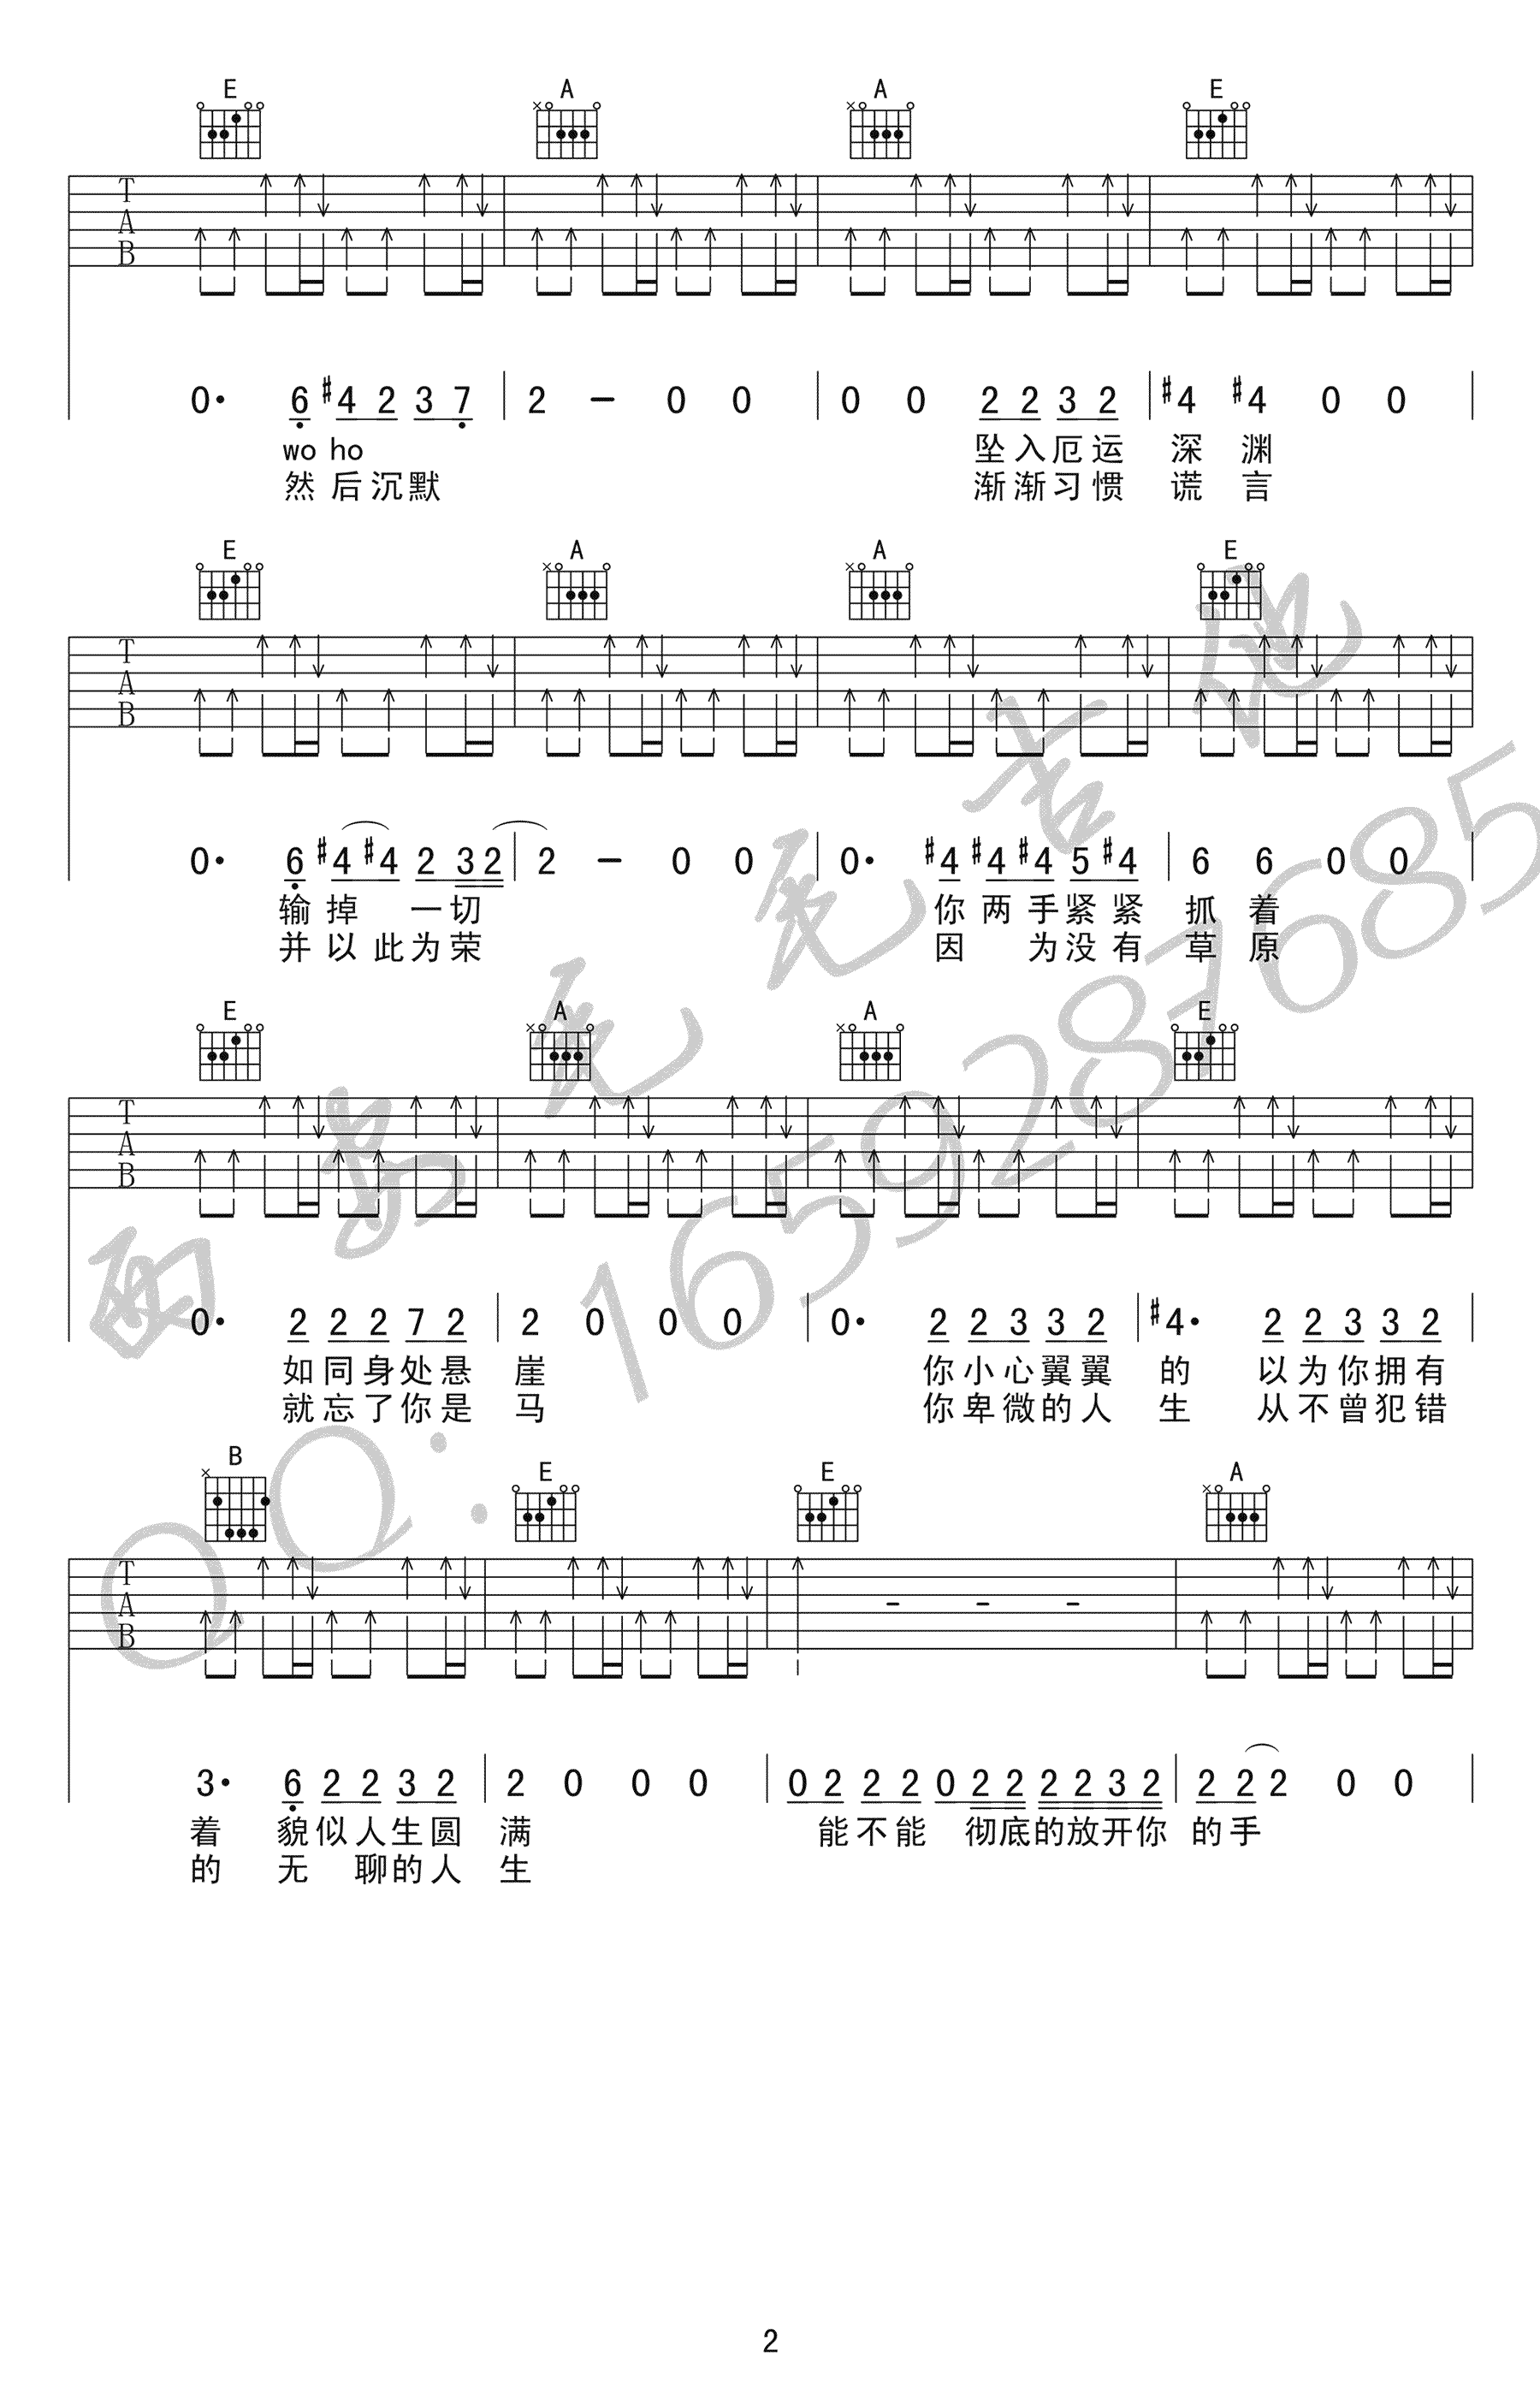 E A A E
T
A
B
0· 6 #4 2 3 7 | 2 – 0 0 | 0 0 2 2 3 2 | #4 #4 0 0 |
wo ho 坠入厄运 深 渊
然后沉默 渐渐习惯 谎 言
E A A E
T
A
B
0· 6 #4 #4 2 3 2 | 2 – 0 0 | 0· #4 #4 #4 5 #4 | 6 6 0 0 |
输掉 一切 你两手紧紧 抓 着
并以此为荣 因 为没有 草 原
E A A E
T
A
B
0· 2 2 2 7 2 | 2 0 0 0 | 0· 2 2 3 3 2 | #4· 2 2 3 3 2 |
如同身处悬 崖 你小心翼翼 的 以为你拥有
就忘了你是 马 你卑微的人 生 从不曾犯错
B E E A
T
A
B
3· 6 2 2 3 2 | 2 0 0 0 | 0 2 2 2 0 2 2 2 2 3 2 | 2 2 2 0 0 |
着 貌似人生圆 满 能不能 彻底的放开你 的手
的 无 聊的人 生
西安尾尾吉他
QQ:1659287685
2